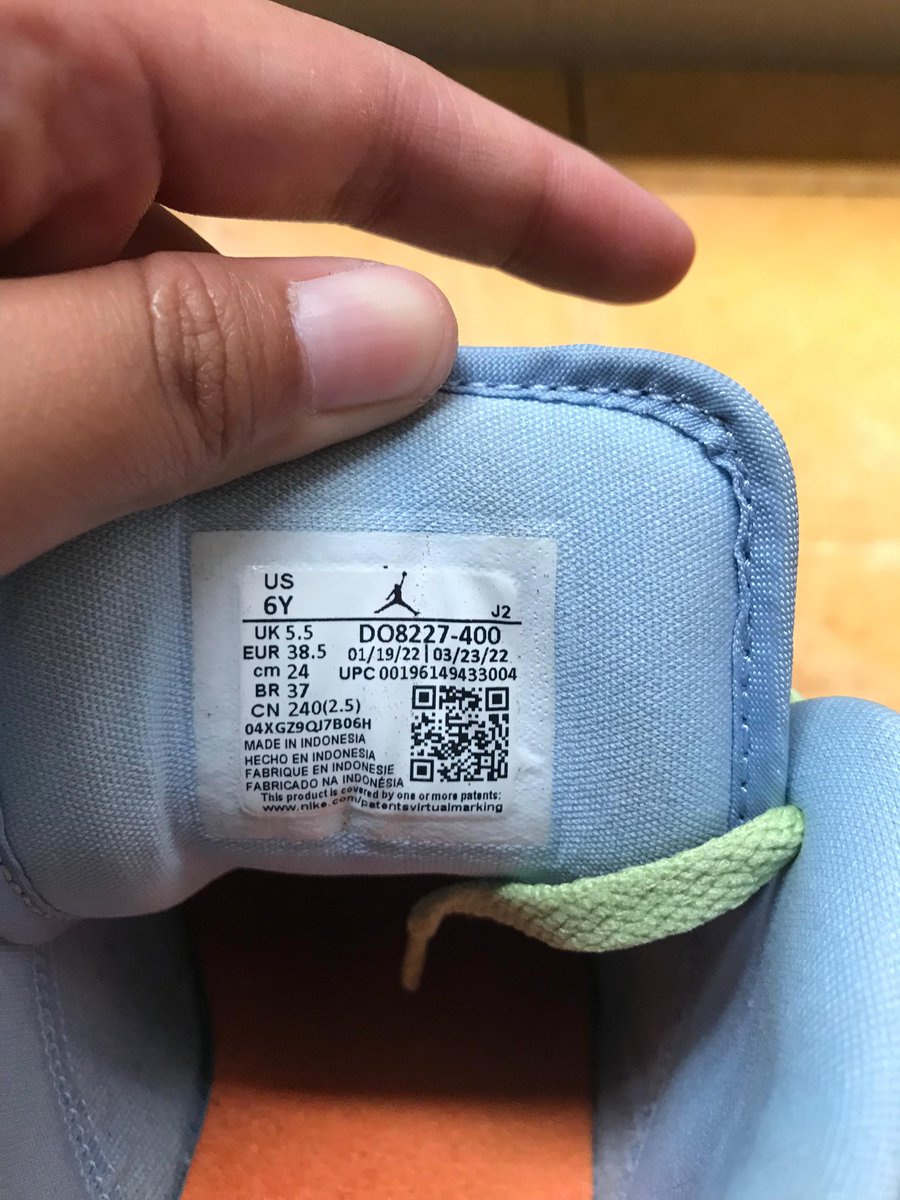 US
6Y
J2
UK 5.5
DO8227-400
EUR 38.5
01/19/22 | 03/23/22
cm 24
UPC 00196149433004
BR 37
CN 240(2.5)
04XGZ9QJ7B06H
MADE IN INDONESIA
HECHO EN INDONESIA
FABRIQUE EN INDONESIE
FABRICADO NA INDONÉSIA
This product is covered by one or more patents:
www.nike.com/patentsvirtualmarking